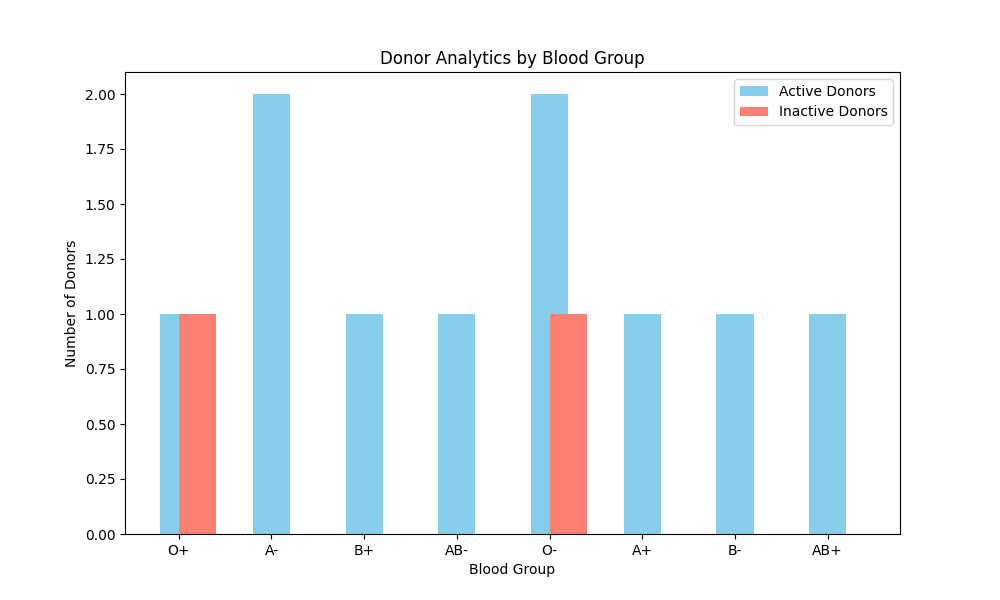 Donor Analytics by Blood Group
Active Donors
Inactive Donors
2.00
1.75
1.50
1.25
1.00
0.75
0.50
0.25
0.00
Number of Donors
O+ A- B+ AB- O- A+ B- AB+
Blood Group